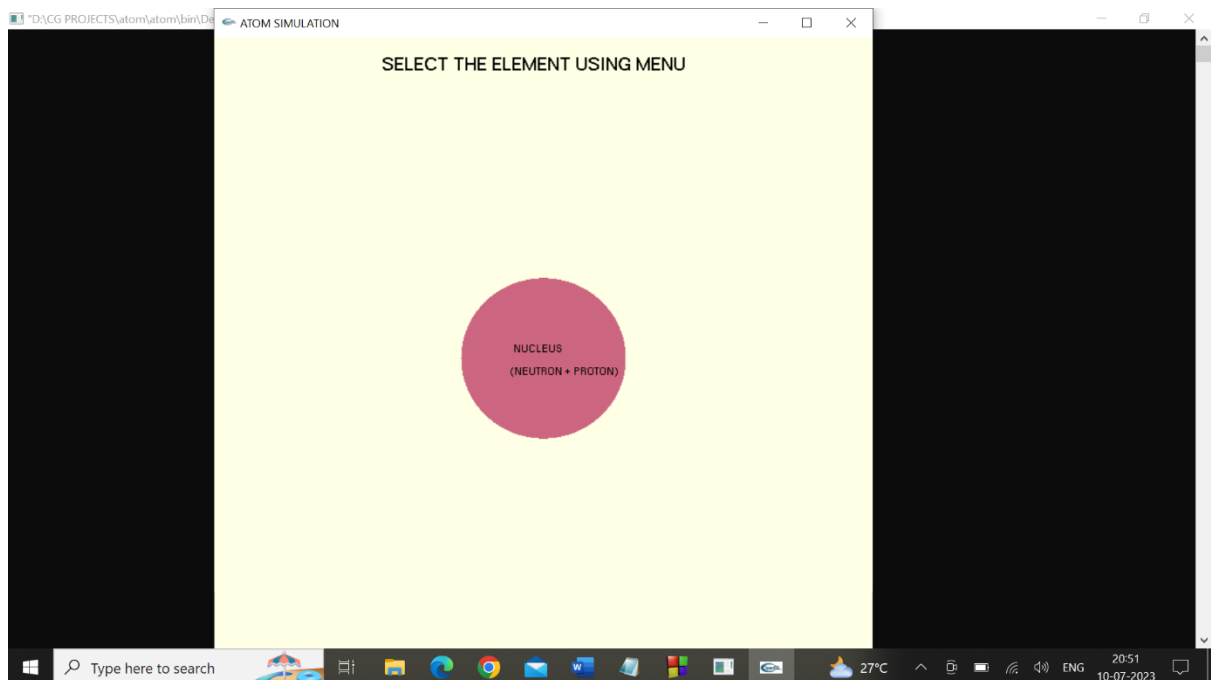 "D:\CG PROJECTS\atom\atom\bin\De
ATOM SIMULATION
SELECT THE ELEMENT USING MENU
NUCLEUS
(NEUTRON + PROTON)
Type here to search
27°C
ENG
20:51
10-07-2023